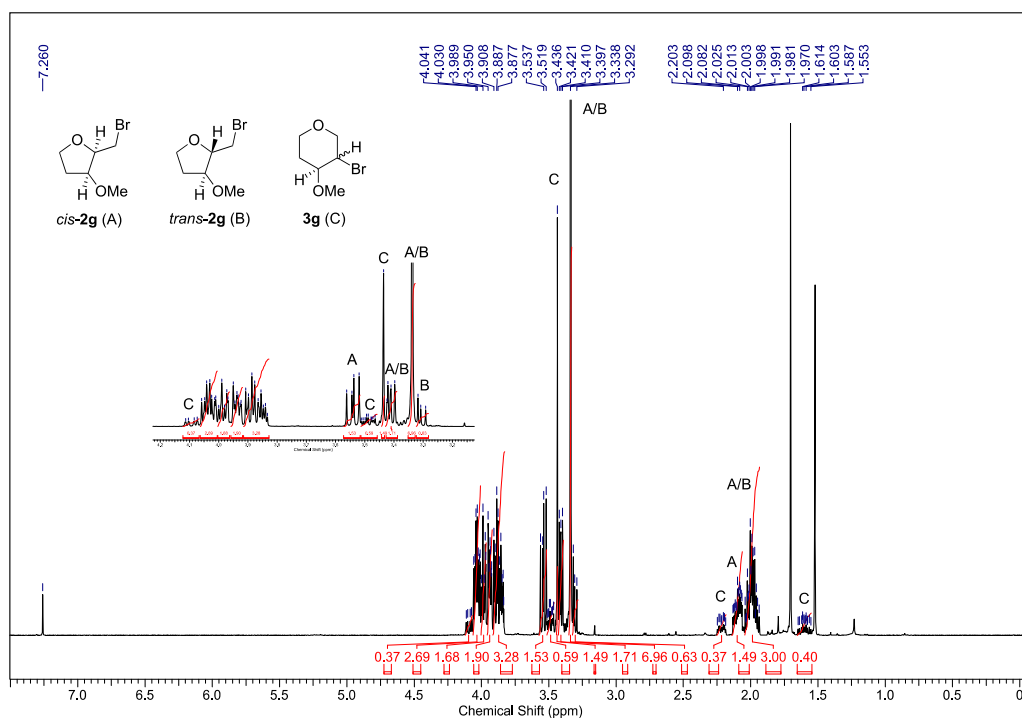 7.260
4.041
4.030
3.989
3.950
3.908
3.887
3.877
3.537
3.519
3.436
3.421
3.410
3.397
3.338
3.292
2.203
2.098
2.082
2.025
2.013
2.003
1.998
1.991
1.981
1.970
1.614
1.603
1.587
1.553
A/B
Br
H
O
H
OMe
cis-2g (A)
Br
H
O
H
OMe
trans-2g (B)
O
H
Br
H
OMe
3g (C)
C
C
A/B
A
A/B
C
C
B
Chemical Shift (ppm)
A/B
A
C
C
0.37 2.69 1.68 1.90 3.28 1.53 0.59 1.49 1.71 6.96 0.63 0.37 1.49 3.00 0.40
7.0 6.5 6.0 5.5 5.0 4.5 4.0 3.5 3.0 2.5 2.0 1.5 1.0 0.5 0
Chemical Shift (ppm)